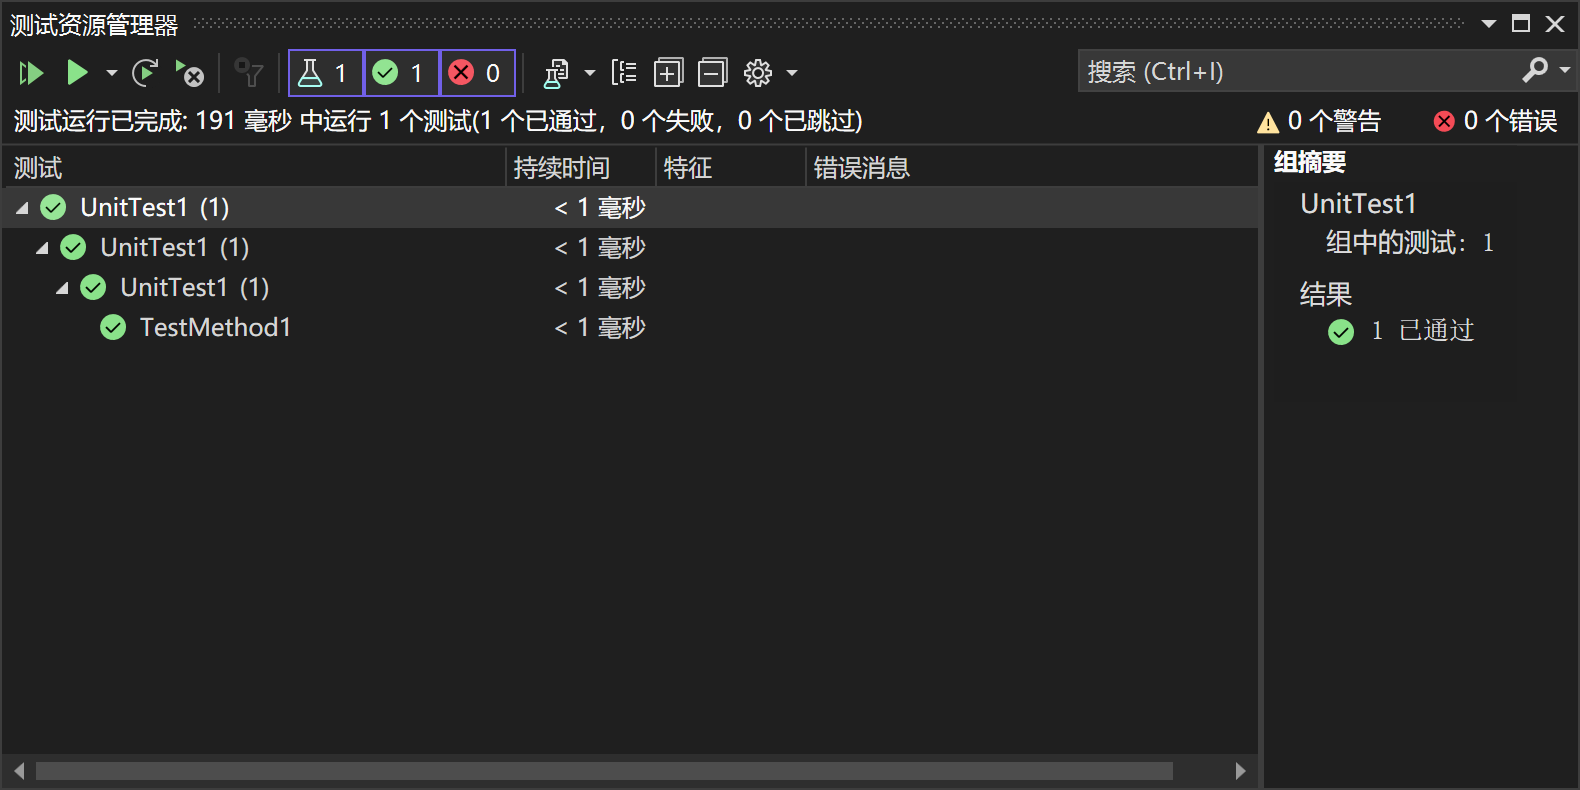 测试资源管理器
1 1 0 搜索 (Ctrl+I)
测试运行已完成: 191 毫秒 中运行 1 个测试(1 个已通过，0 个失败，0 个已跳过) 0 个警告 0 个错误
测试 持续时间 特征 错误消息
UnitTest1 (1) < 1 毫秒
UnitTest1 (1) < 1 毫秒
UnitTest1 (1) < 1 毫秒
TestMethod1 < 1 毫秒
组摘要
UnitTest1
组中的测试: 1
结果
1 已通过